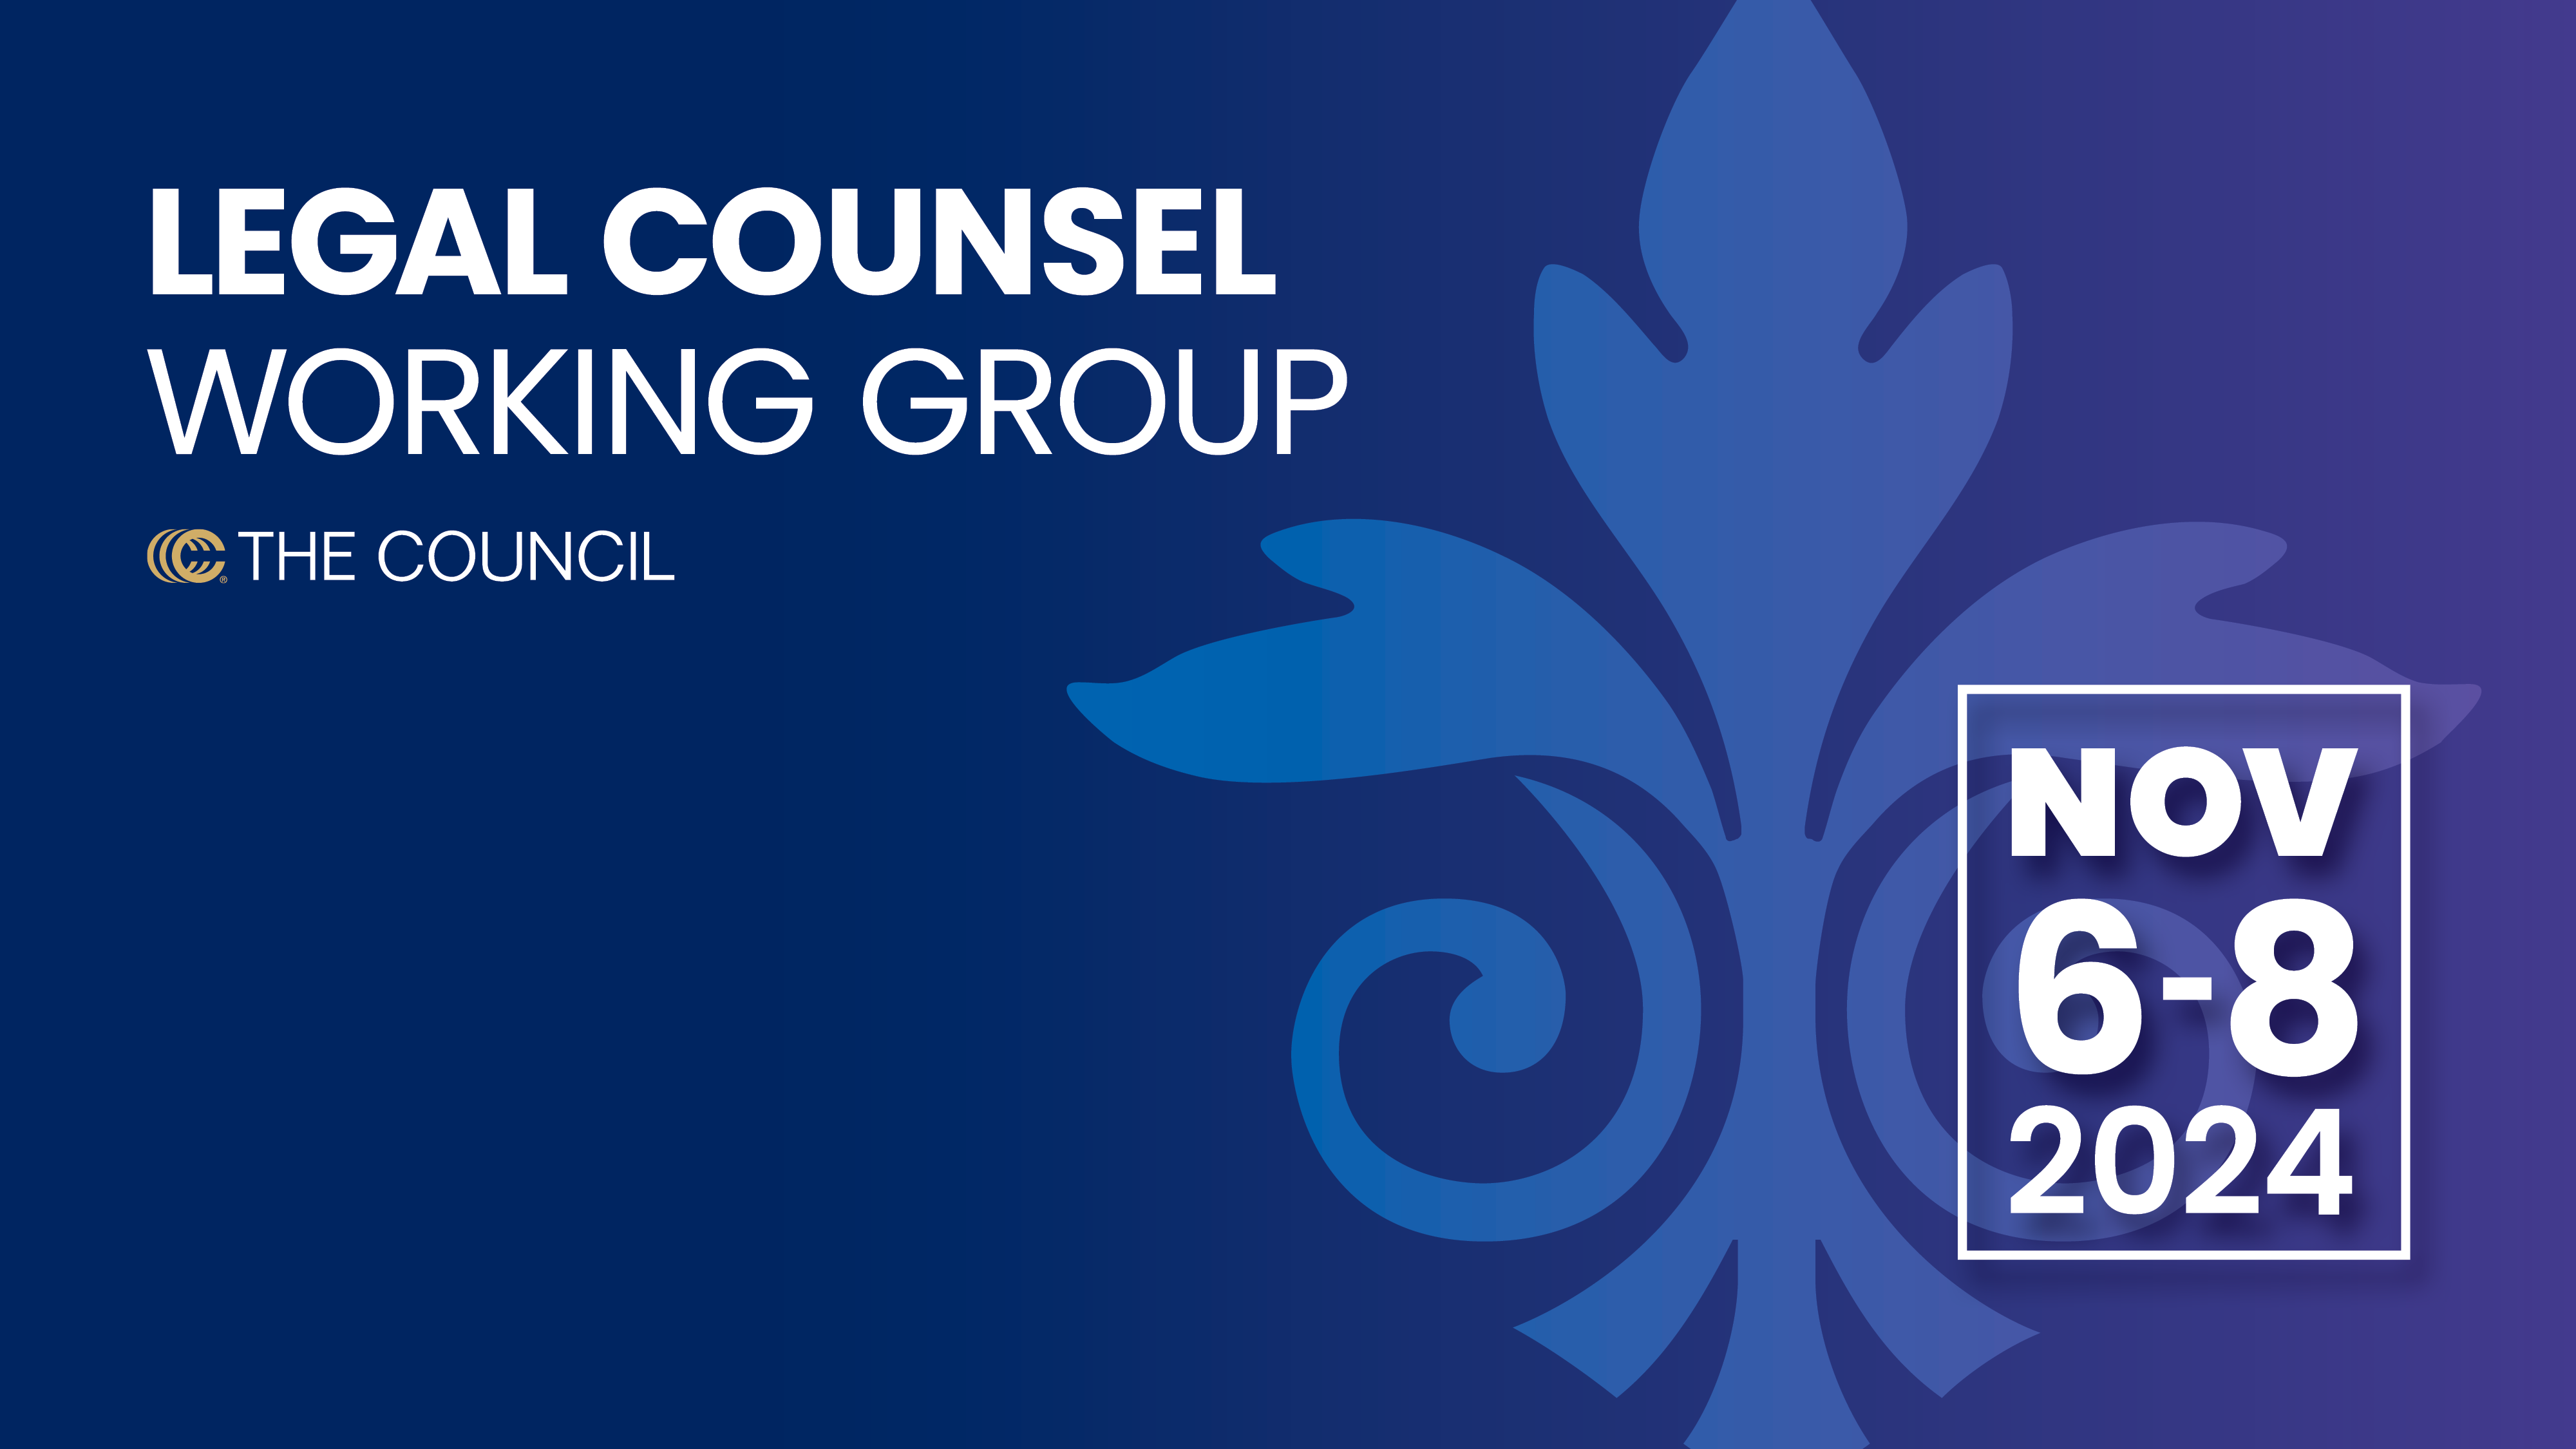 LEGAL COUNSEL
WORKING GROUP
® THE COUNCIL
NOV
6-8
2024